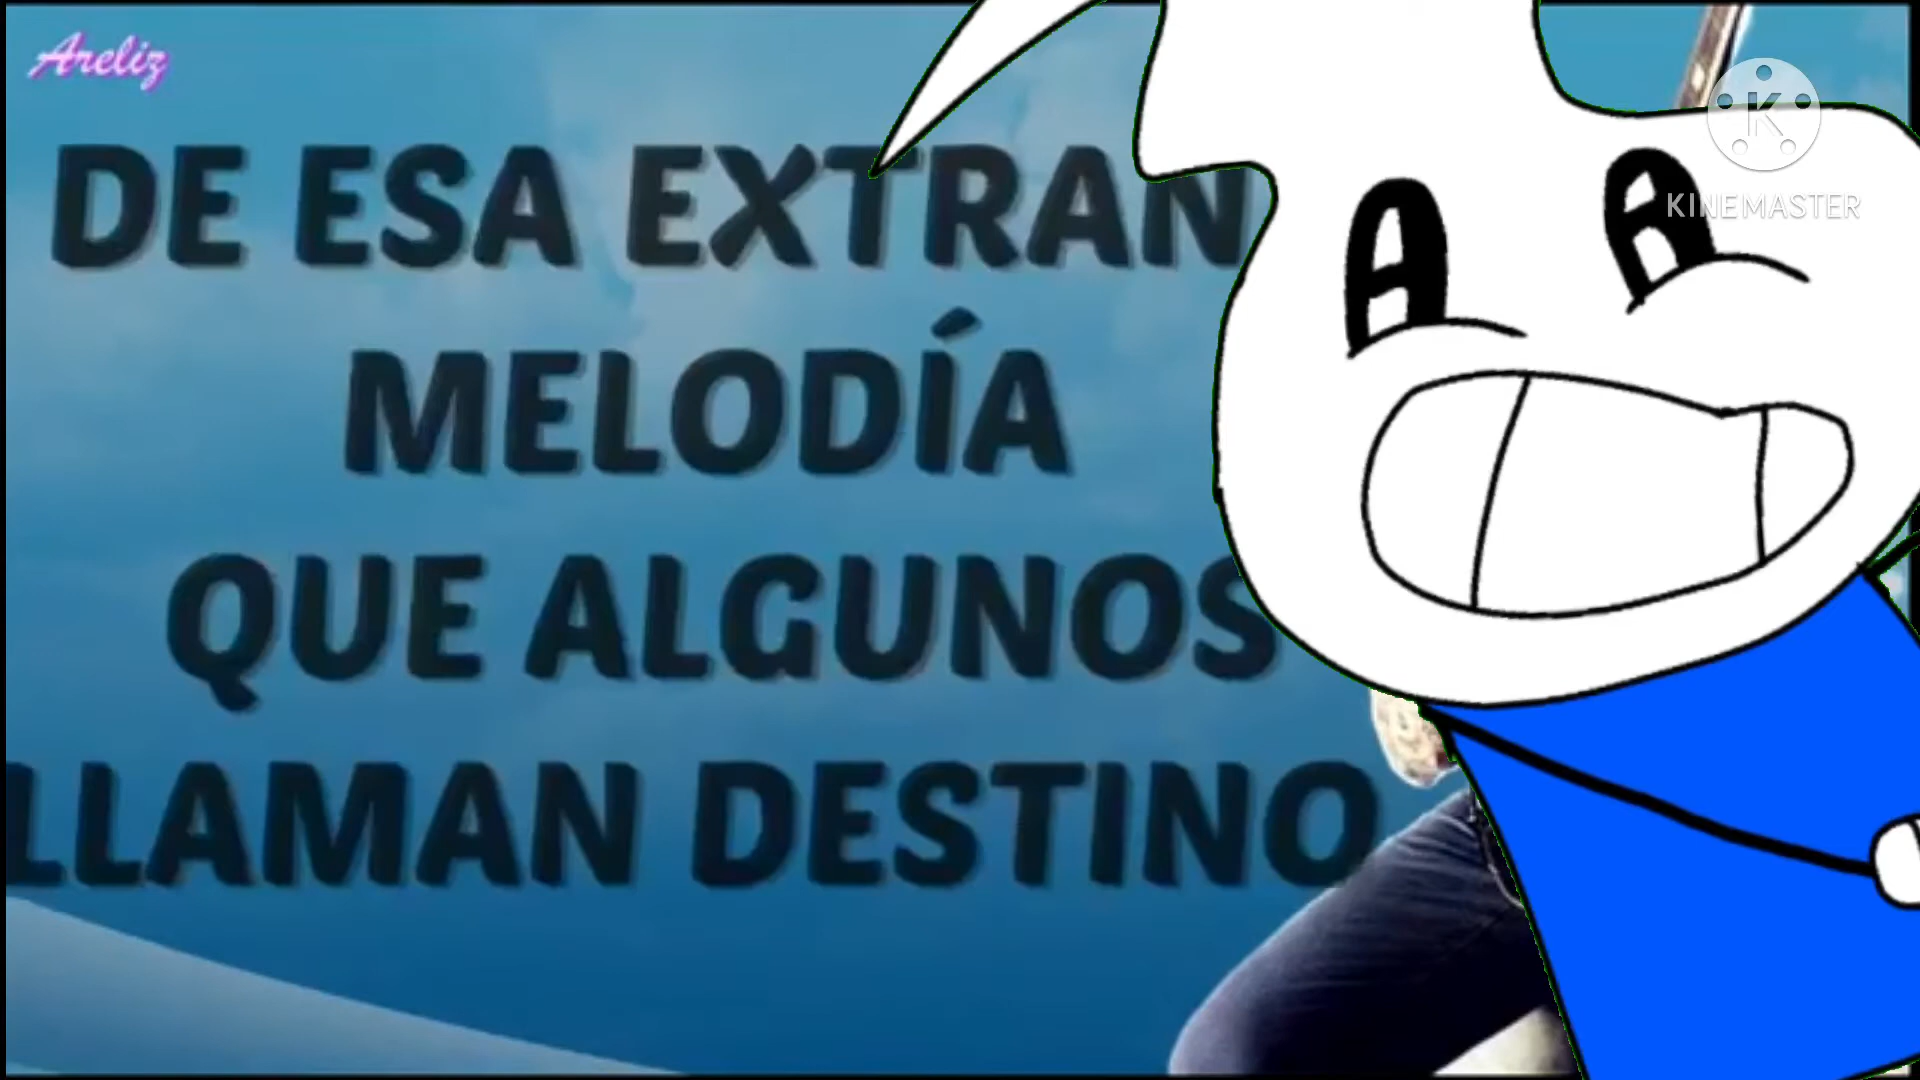 Areliz
DE ESA EXTRAN
MELODÍA
QUE ALGUNOS
LLAMAN DESTINO
K
KINEMASTER